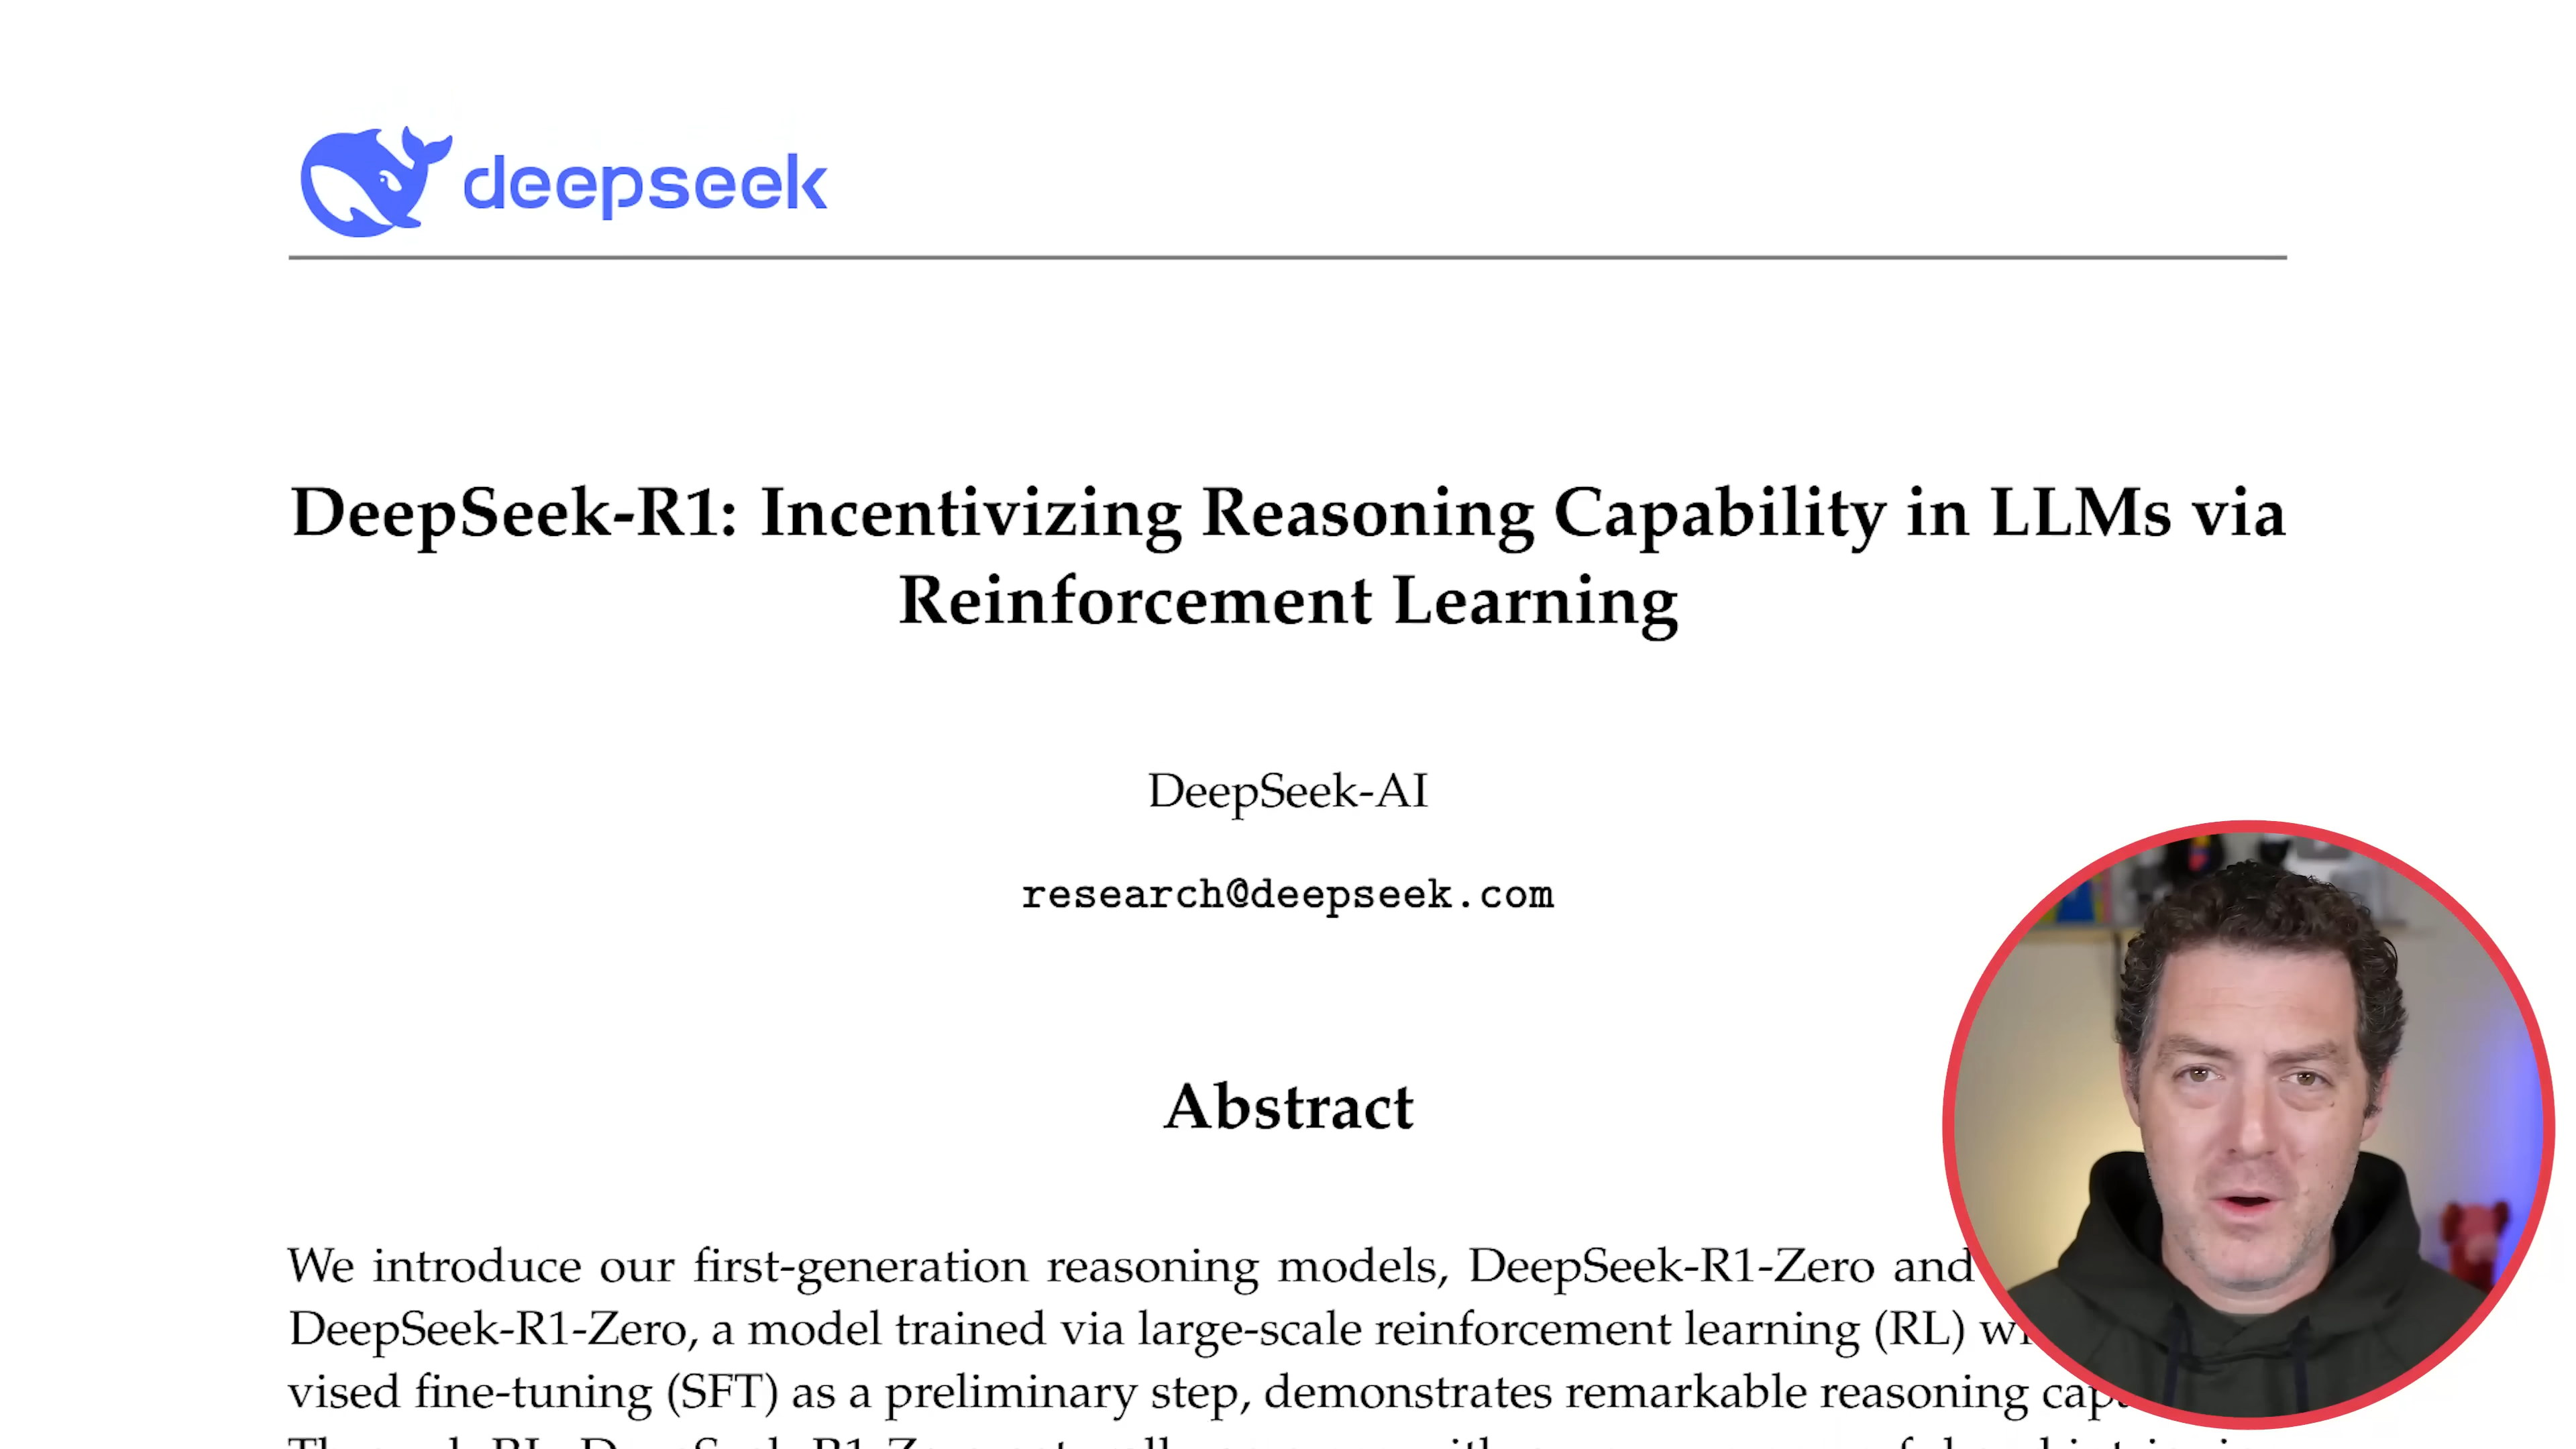 deepseek
DeepSeek-R1: Incentivizing Reasoning Capability in LLMs via
Reinforcement Learning
DeepSeek-AI
research@deepseek.com
Abstract
We introduce our first-generation reasoning models, DeepSeek-R1-Zero and
DeepSeek-R1-Zero, a model trained via large-scale reinforcement learning (RL)
vised fine-tuning (SFT) as a preliminary step, demonstrates remarkable reasoning